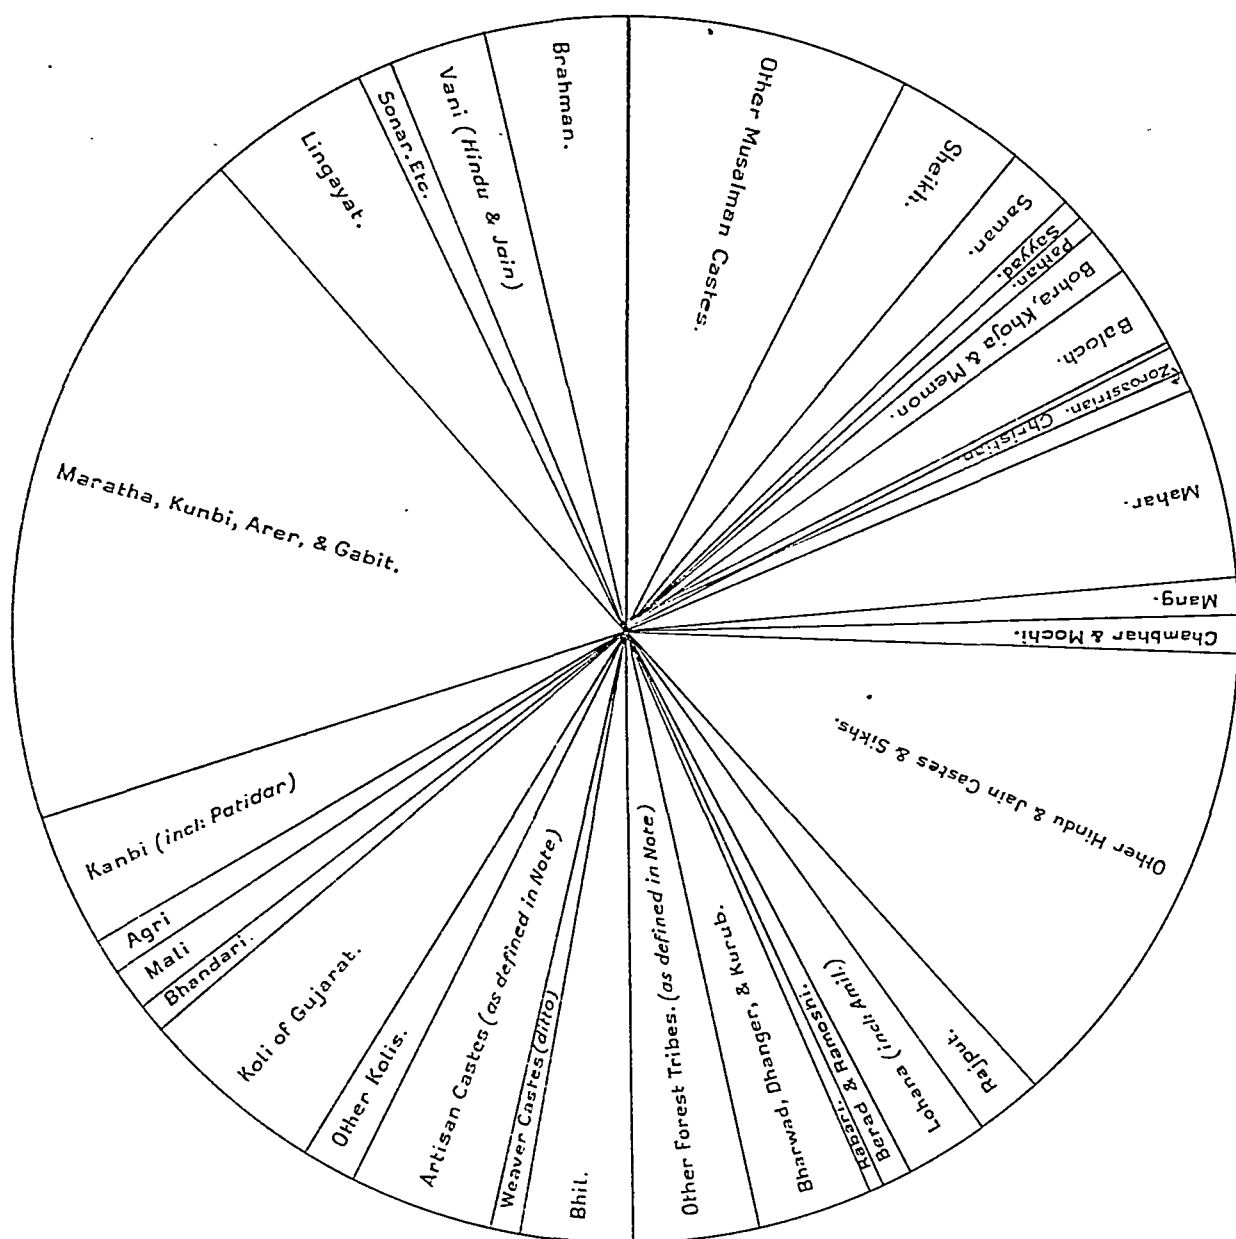 Brahman.
Vani (Hindu & Jain)
Sonar. Etc.
Lingayat.
Maratha, Kunbi, Arer, & Gabit.
Kanbi (incl: Patidar)
Agri
Mali
Bhandari.
Koli of Gujarat.
Other Kolis.
Artisan Castes (as defined in Note)
Weaver Castes (ditto)
Bhil.
Other Forest Tribes. (as defined in Note)
Bharwad, Dhanger, & Kurub.
Rabari.
Berad & Ramoshi.
Lohana (incl: Amil.)
Rajput.
Other Hindu & Jain Castes & Sikhs.
Chambhar & Mochi.
Mang.
Mahar.
Christian.
Zoroastrian.
Baloch.
Bohra, Khoja & Memon.
Pathan.
Sayyad.
Saman.
Sheikh.
Other Musalman Castes.